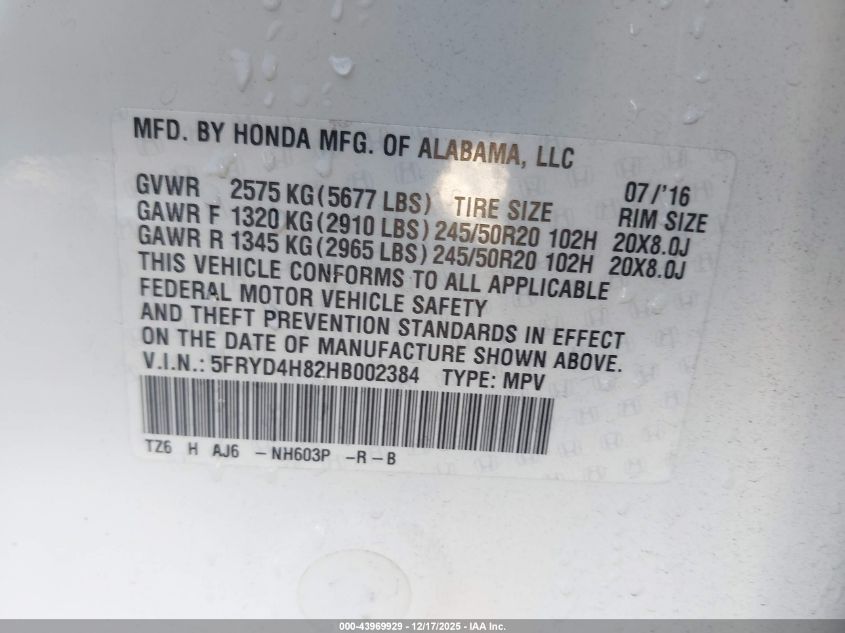 MFD. BY HONDA MFG. OF ALABAMA, LLC
07/'16
GVWR 2575 KG(5677 LBS) TIRE SIZE RIM SIZE
GAWR F 1320 KG(2910 LBS) 245/50R20 102H 20X8.0J
GAWR R 1345 KG(2965 LBS) 245/50R20 102H 20X8.0J
THIS VEHICLE CONFORMS TO ALL APPLICABLE
FEDERAL MOTOR VEHICLE SAFETY
AND THEFT PREVENTION STANDARDS IN EFFECT
ON THE DATE OF MANUFACTURE SHOWN ABOVE.
V.I.N.: 5FRYD4H82HB002384 TYPE: MPV
TZ6 H AJ6 -NH603P -R-B
000-43969929 - 12/17/2025 - IAA Inc.